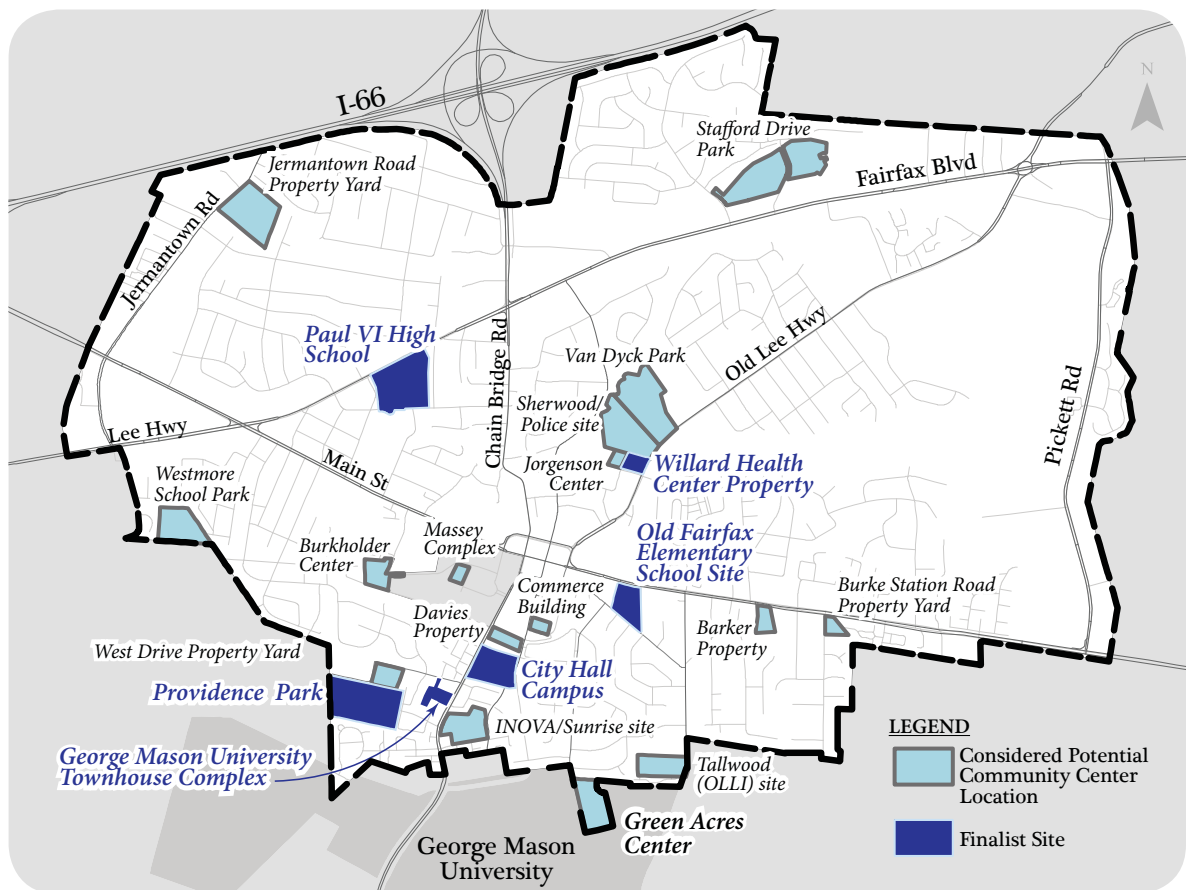 I-66
N
Stafford Drive
Park
Jermantown Road
Property Yard
Fairfax Blvd
Jermantown Rd
Paul VI High
School
Chain Bridge Rd
Van Dyck Park
Old Lee Hwy
Sherwood/
Police site
Pickett Rd
Lee Hwy
Main St
Jorgenson
Center
Willard Health
Center Property
Westmore
School Park
Massey
Complex
Burkholder
Center
Old Fairfax
Elementary
School Site
Commerce
Building
Burke Station Road
Property Yard
Davies
Property
Barker
Property
West Drive Property Yard
City Hall
Campus
Providence Park
INOVA/Sunrise site
George Mason University
Townhouse Complex
Tallwood
(OLLI) site
Green Acres
Center
George Mason
University
LEGEND
Considered Potential
Community Center
Location
Finalist Site